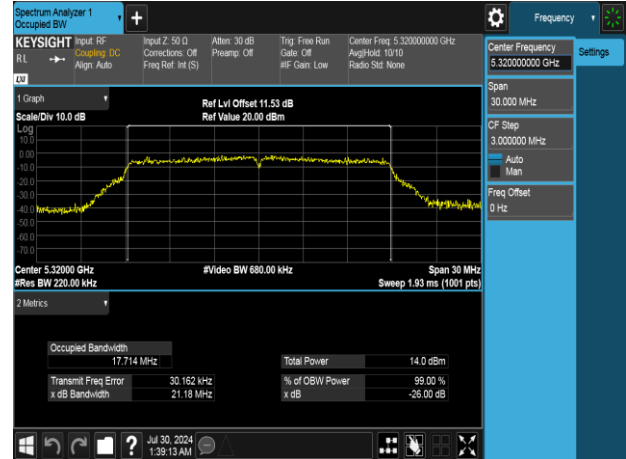 Spectrum Analyzer 1
Occupied BW
Frequency
KEYSIGHT
RL
LXI
Input: RF
Coupling: DC
Align: Auto
Input Z: 50 Ω
Corrections: Off
Freq Ref: Int (S)
Atten: 30 dB
Preamp: Off
Trig: Free Run
Gate: Off
#IF Gain: Low
Center Freq: 5.320000000 GHz
Avg|Hold: 10/10
Radio Std: None
Center Frequency
5.320000000 GHz
Settings
Span
30.000 MHz
CF Step
3.000000 MHz
Auto
Man
Freq Offset
0 Hz
1 Graph
Scale/Div 10.0 dB
Ref Lvl Offset 11.53 dB
Ref Value 20.00 dBm
Log
10.0
0.00
-10.0
-20.0
-30.0
-40.0
-50.0
-60.0
-70.0
Center 5.32000 GHz
#Video BW 680.00 kHz
Span 30 MHz
#Res BW 220.00 kHz
Sweep 1.93 ms (1001 pts)
2 Metrics
Occupied Bandwidth
17.714 MHz
Total Power 14.0 dBm
Transmit Freq Error 30.162 kHz
% of OBW Power 99.00 %
x dB Bandwidth 21.18 MHz
x dB -26.00 dB
?
Jul 30, 2024
1:39:13 AM